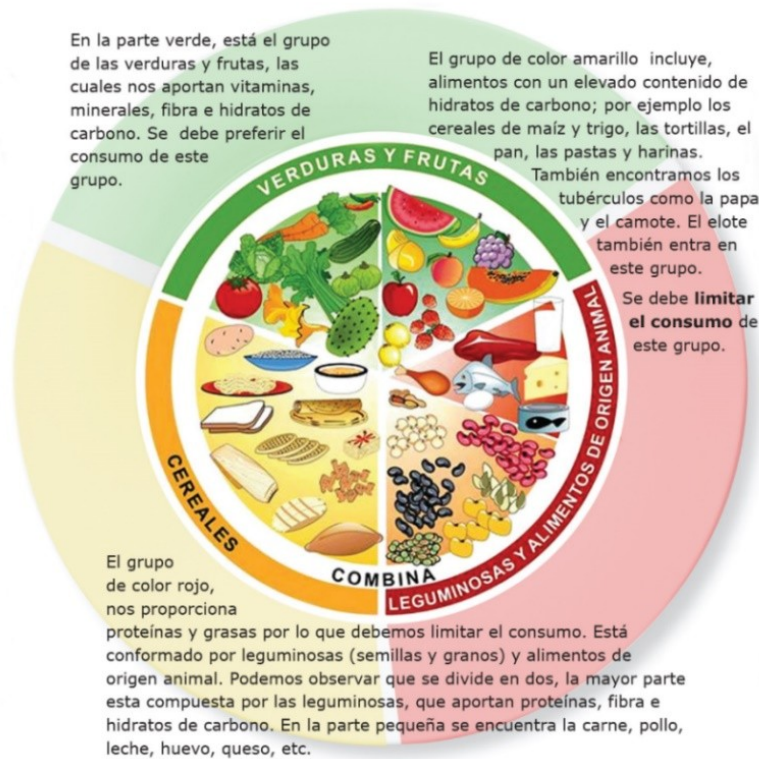 En la parte verde, está el grupo
de las verduras y frutas, las
cuales nos aportan vitaminas,
minerales, fibra e hidratos de
carbono. Se debe preferir el
consumo de este
grupo.
El grupo de color amarillo incluye,
alimentos con un elevado contenido de
hidratos de carbono; por ejemplo los
cereales de maíz y trigo, las tortillas, el
pan, las pastas y harinas.
También encontramos los
tubérculos como la papa
y el camote. El elote
también entra en
este grupo.
Se debe limitar
el consumo de
este grupo.
VERDURAS Y FRUTAS
CEREALES
COMBINA
LEGUMINOSAS Y ALIMENTOS DE ORIGEN ANIMAL
El grupo
de color rojo,
nos proporciona
proteínas y grasas por lo que debemos limitar el consumo. Está
conformado por leguminosas (semillas y granos) y alimentos de
origen animal. Podemos observar que se divide en dos, la mayor parte
esta compuesta por las leguminosas, que aportan proteínas, fibra e
hidratos de carbono. En la parte pequeña se encuentra la carne, pollo,
leche, huevo, queso, etc.